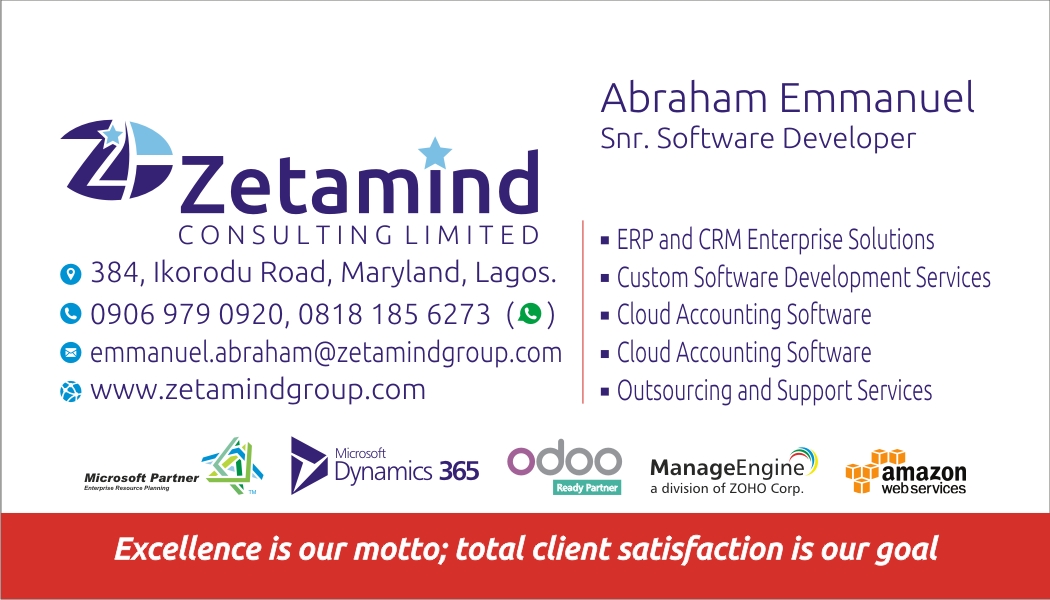 Abraham Emmanuel
Snr. Software Developer
Zetamind
CONSULTING LIMITED
384, Ikorodu Road, Maryland, Lagos.
0906 979 0920, 0818 185 6273 ( )
emmanuel.abraham@zetamindgroup.com
www.zetamindgroup.com
ERP and CRM Enterprise Solutions
Custom Software Development Services
Cloud Accounting Software
Cloud Accounting Software
Outsourcing and Support Services
Microsoft Partner
Enterprise Resource Planning
TM
Microsoft
Dynamics 365
odoo
Ready Partner
ManageEngine
a division of ZOHO Corp.
amazon
webservices
Excellence is our motto; total client satisfaction is our goal